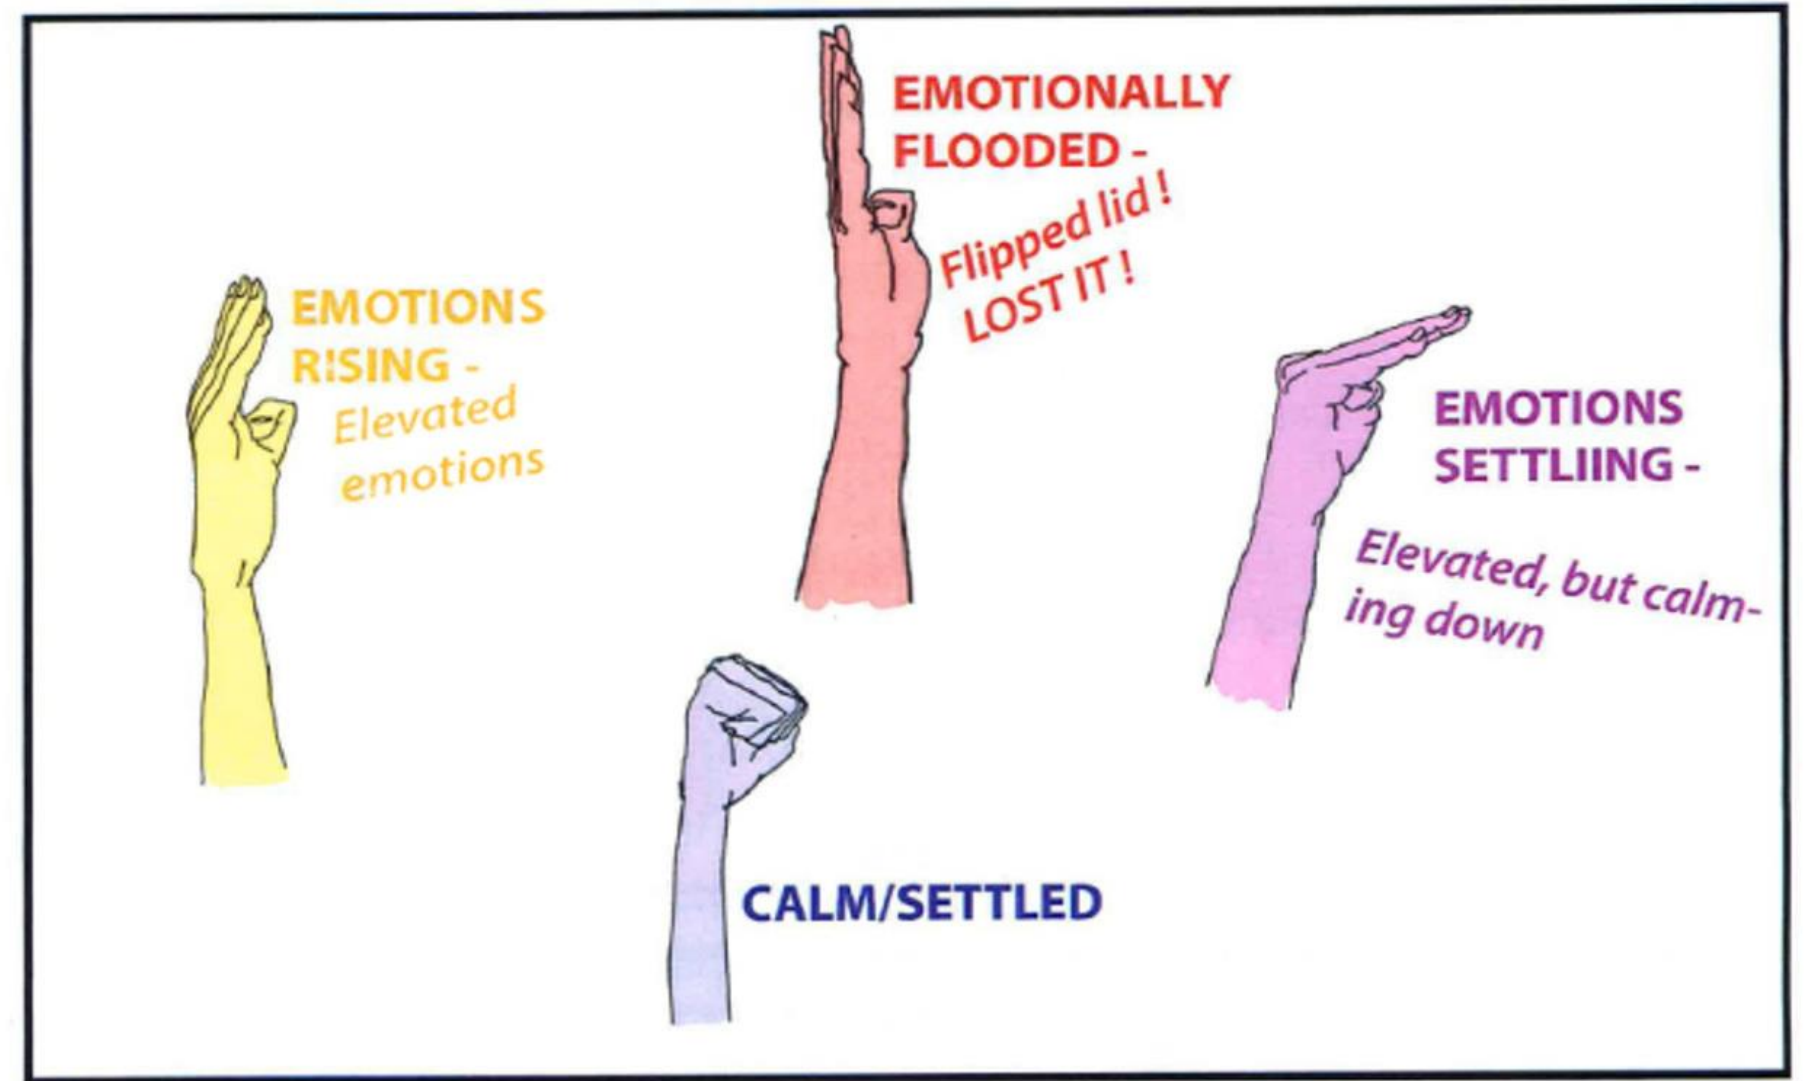 EMOTIONALLY
FLOODED -
Flipped lid!
LOST IT!
EMOTIONS
RISING -
Elevated
emotions
EMOTIONS
SETTLIING -
Elevated, but calm-
ing down
CALM/SETTLED